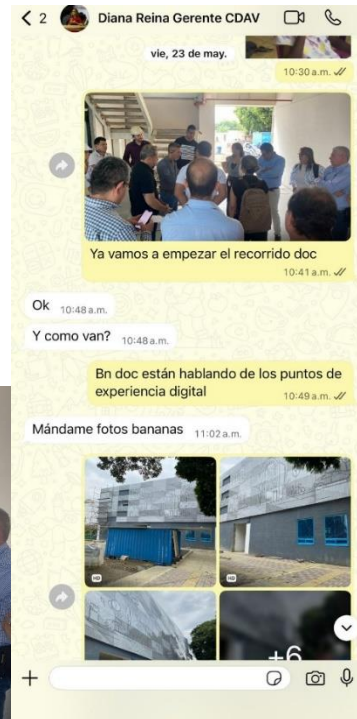 2
Diana Reina Gerente CDAV
vie, 23 de may.
10:30 a.m.
Ya vamos a empezar el recorrido doc
10:41 a.m.
Ok 10:48 a.m.
Y como van? 10:48 a.m.
Bn doc están hablando de los puntos de
experiencia digital
10:49 a.m.
Mándame fotos bananas 11:02 a.m.
HD
HD
+6